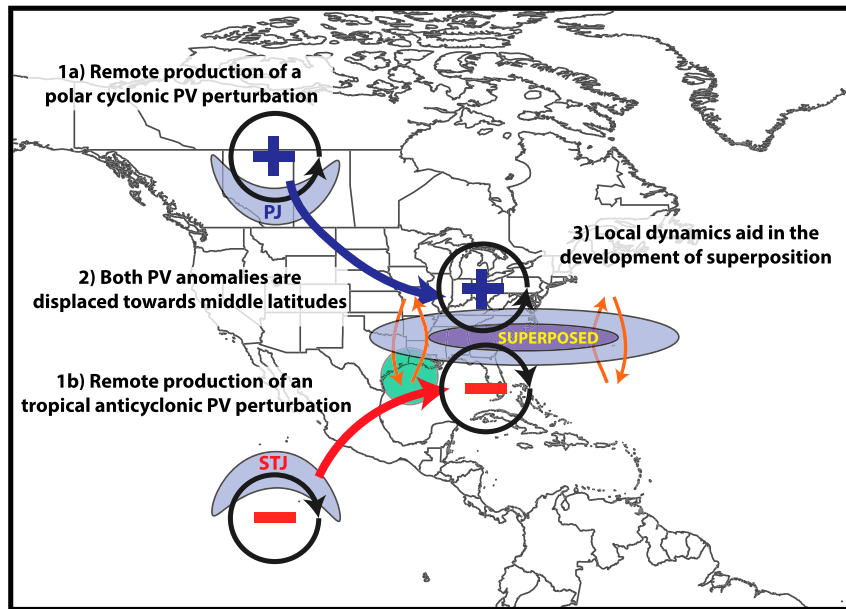 1a) Remote production of a
polar cyclonic PV perturbation
PJ
3) Local dynamics aid in the
development of superposition
2) Both PV anomalies are
displaced towards middle latitudes
SUPERPOSED
1b) Remote production of an
tropical anticyclonic PV perturbation
STJ